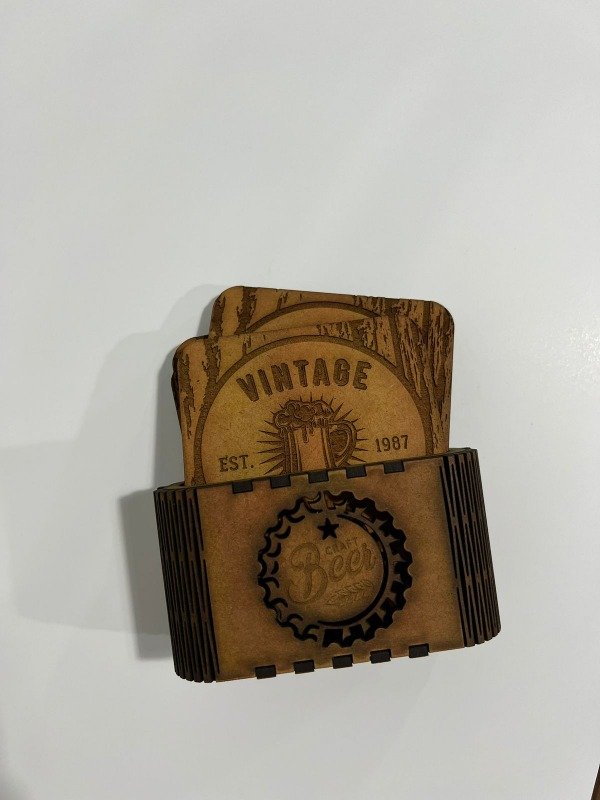 VINTAGE
EST. 1987
CRAFT
Beer